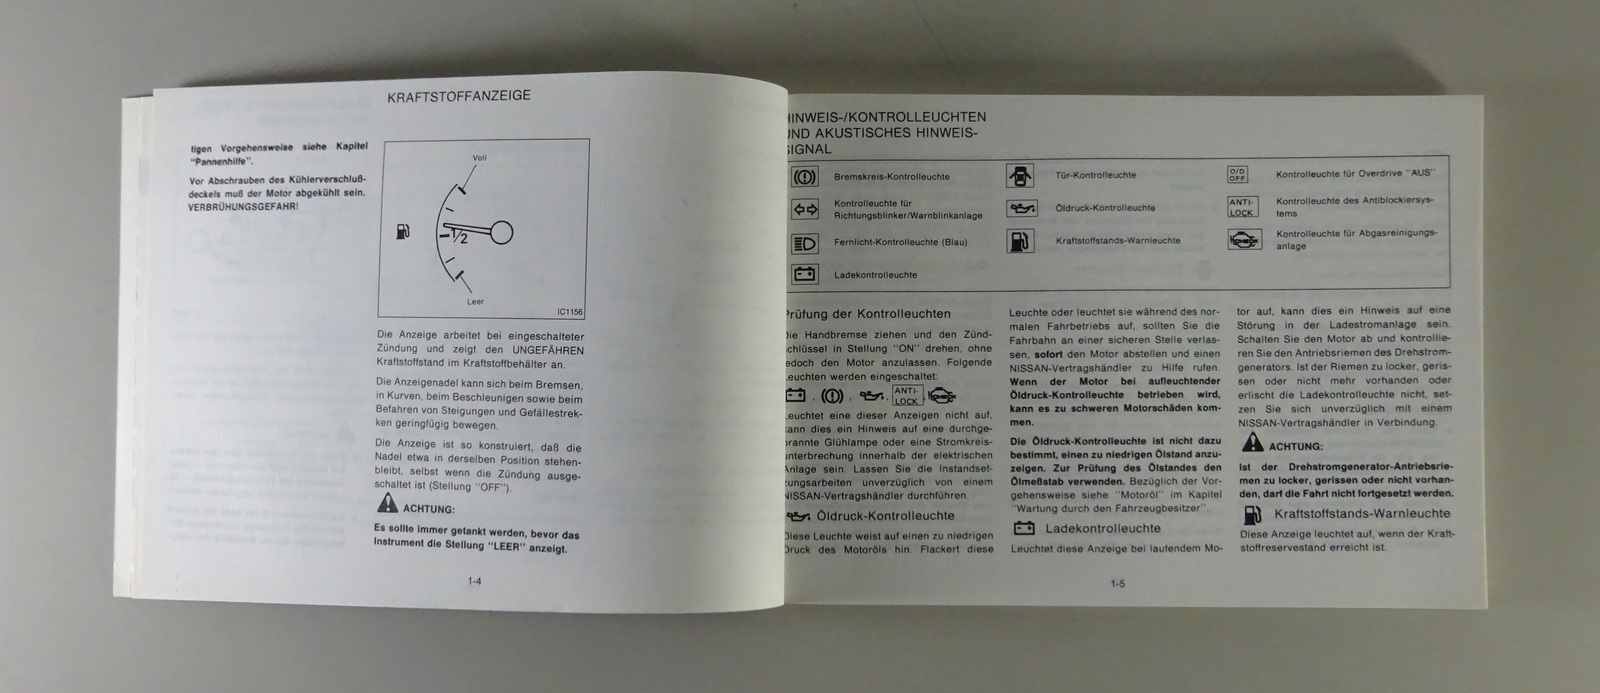 tigen Vorgehensweise siehe Kapitel
"Pannenhilfe".
Vor Abschrauben des Kühlerverschluß-
deckels muß der Motor abgekühlt sein.
VERBRÜHUNGSGEFAHR!
KRAFTSTOFFANZEIGE
Voll
1/2
Leer
IC1156
Die Anzeige arbeitet bei eingeschalteter
Zündung und zeigt den UNGEFÄHREN
Kraftstoffstand im Kraftstoffbehälter an.
Die Anzeigenadel kann sich beim Bremsen,
in Kurven, beim Beschleunigen sowie beim
Befahren von Steigungen und Gefällestrek-
ken geringfügig bewegen.
Die Anzeige ist so konstruiert, daß die
Nadel etwa in derselben Position stehen-
bleibt, selbst wenn die Zündung ausge-
schaltet ist (Stellung "OFF").
ACHTUNG:
Es sollte immer getankt werden, bevor das
Instrument die Stellung "LEER" anzeigt.
1-4
HINWEIS-/KONTROLLEUCHTEN
UND AKUSTISCHES HINWEIS-
SIGNAL
Bremskreis-Kontrolleuchte
Kontrolleuchte für
Richtungsblinker/Warnblinkanlage
Fernlicht-Kontrolleuchte (Blau)
Ladekontrolleuchte
Tür-Kontrolleuchte
Öldruck-Kontrolleuchte
Kraftstoffstands-Warnleuchte
O/D
OFF
Kontrolleuchte für Overdrive "AUS"
ANTI-
LOCK
Kontrolleuchte des Antiblockiersys-
tems
Kontrolleuchte für Abgasreinigungs-
anlage
Prüfung der Kontrolleuchten
Die Handbremse ziehen und den Zünd-
schlüssel in Stellung "ON" drehen, ohne
jedoch den Motor anzulassen. Folgende
Leuchten werden eingeschaltet:
, , , ANTI-
LOCK ,
Leuchtet eine dieser Anzeigen nicht auf,
kann dies ein Hinweis auf eine durchge-
brannte Glühlampe oder eine Stromkreis-
unterbrechung innerhalb der elektrischen
Anlage sein. Lassen Sie die Instandset-
zungsarbeiten unverzüglich von einem
NISSAN-Vertragshändler durchführen.
Öldruck-Kontrolleuchte
Diese Leuchte weist auf einen zu niedrigen
Druck des Motoröls hin. Flackert diese
Leuchte oder leuchtet sie während des nor-
malen Fahrbetriebs auf, sollten Sie die
Fahrbahn an einer sicheren Stelle verlas-
sen, sofort den Motor abstellen und einen
NISSAN-Vertragshändler zu Hilfe rufen.
Wenn der Motor bei aufleuchtender
Öldruck-Kontrolleuchte betrieben wird,
kann es zu schweren Motorschäden kom-
men.
Die Öldruck-Kontrolleuchte ist nicht dazu
bestimmt, einen zu niedrigen Ölstand anzu-
zeigen. Zur Prüfung des Ölstandes den
Ölmeßstab verwenden. Bezüglich der Vor-
gehensweise siehe "Motoröl" im Kapitel
"Wartung durch den Fahrzeugbesitzer".
Ladekontrolleuchte
Leuchtet diese Anzeige bei laufendem Mo-
tor auf, kann dies ein Hinweis auf eine
Störung in der Ladestromanlage sein.
Schalten Sie den Motor ab und kontrollie-
ren Sie den Antriebsriemen des Drehstrom-
generators. Ist der Riemen zu locker, geris-
sen oder nicht mehr vorhanden oder
erlischt die Ladekontrolleuchte nicht, set-
zen Sie sich unverzüglich mit einem
NISSAN-Vertragshändler in Verbindung.
ACHTUNG:
Ist der Drehstromgenerator-Antriebsrie-
men zu locker, gerissen oder nicht vorhan-
den, darf die Fahrt nicht fortgesetzt werden.
Kraftstoffstands-Warnleuchte
Diese Anzeige leuchtet auf, wenn der Kraft-
stoffreservestand erreicht ist.
1-5